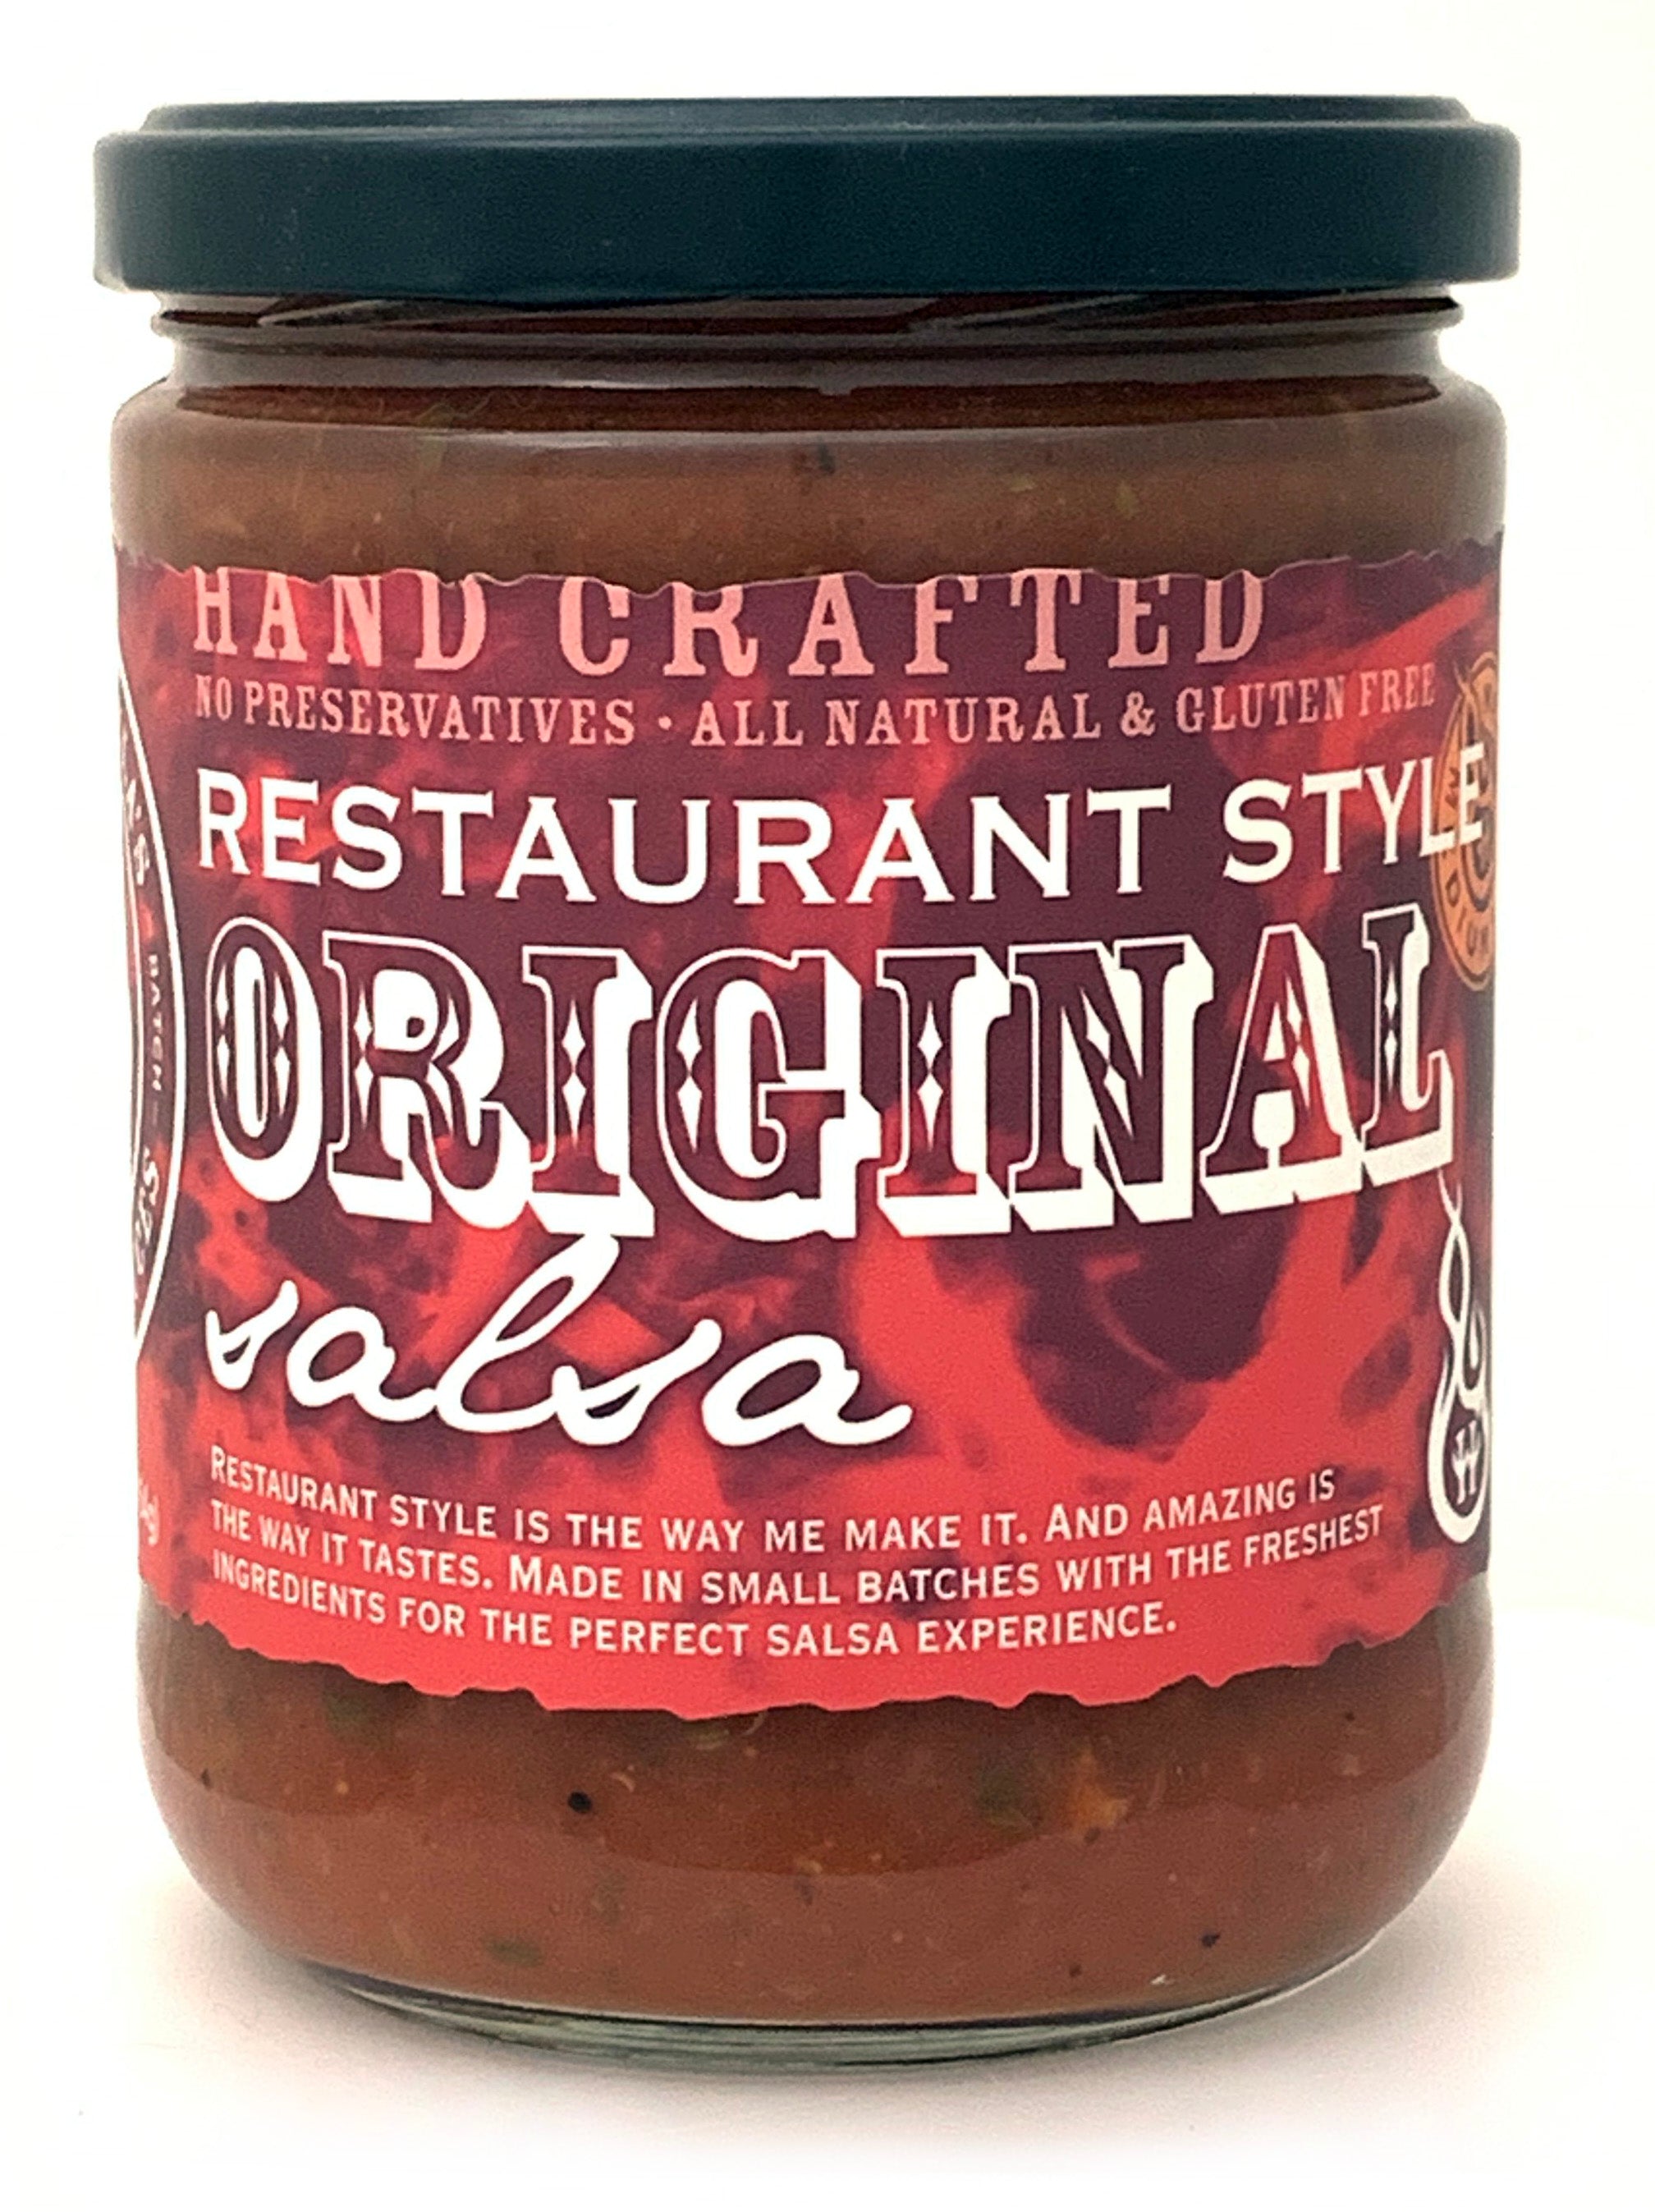 HAND CRAFTED
NO PRESERVATIVES · ALL NATURAL & GLUTEN FREE
RESTAURANT STYLE
ORIGINAL
salsa
RESTAURANT STYLE IS THE WAY ME MAKE IT. AND AMAZING IS
THE WAY IT TASTES. MADE IN SMALL BATCHES WITH THE FRESHEST
INGREDIENTS FOR THE PERFECT SALSA EXPERIENCE.
BATCH